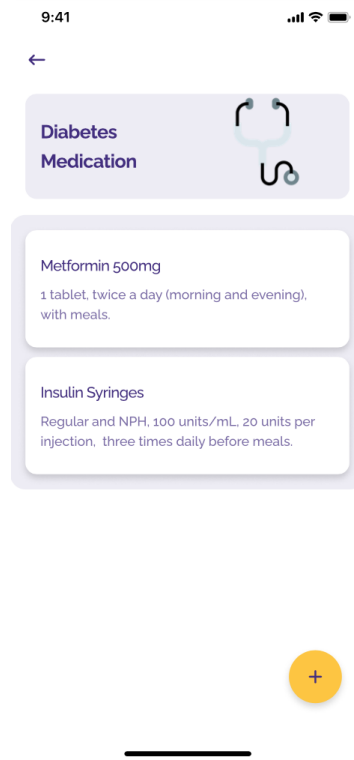 9:41
Diabetes
Medication
Metformin 500mg
1 tablet, twice a day (morning and evening),
with meals.
Insulin Syringes
Regular and NPH, 100 units/mL, 20 units per
injection,  three times daily before meals.
+